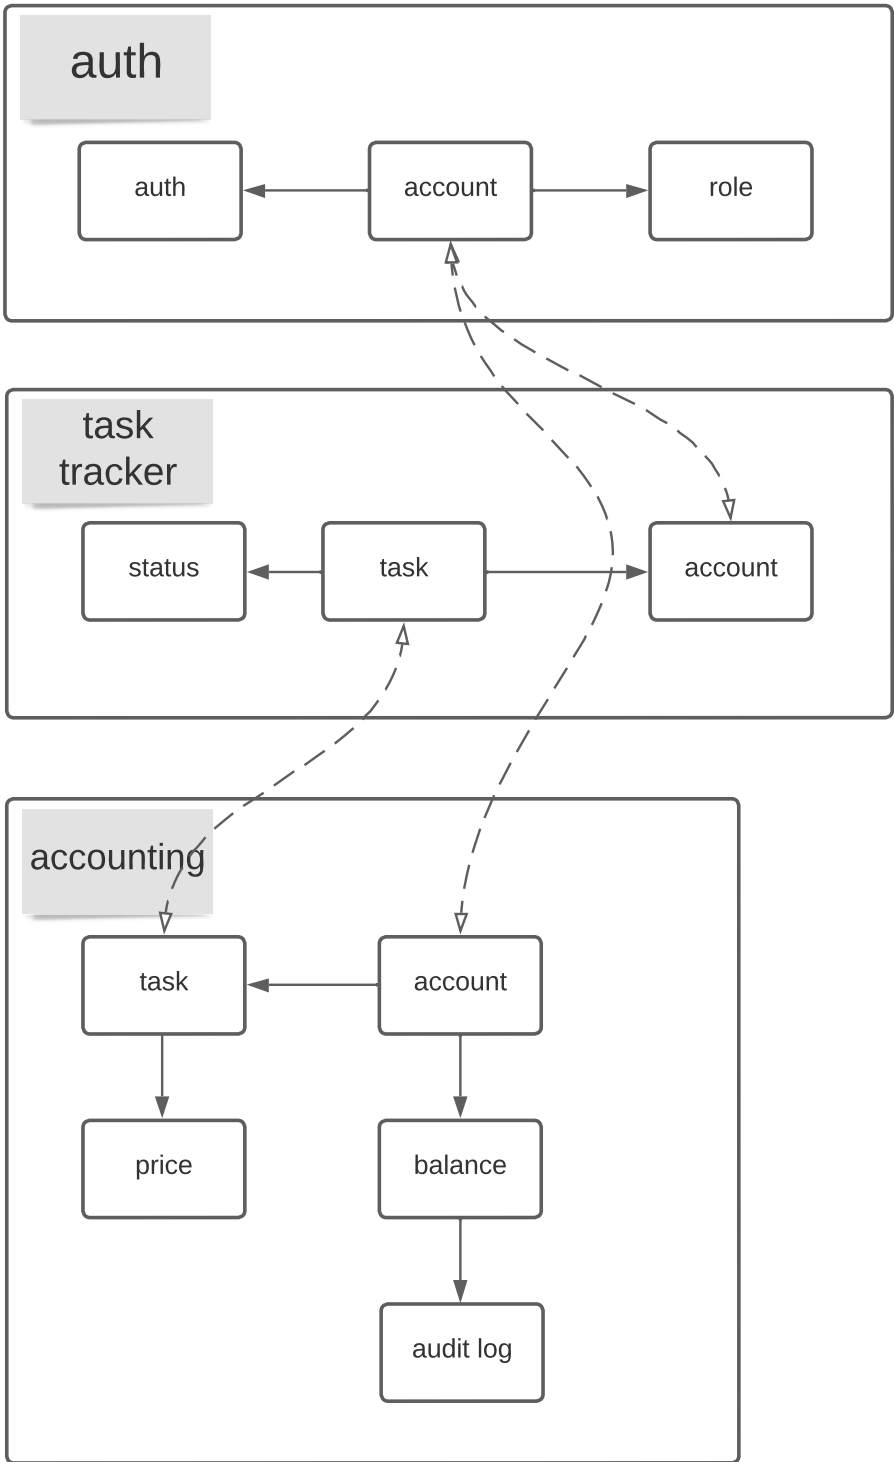 auth
auth
account
role
task
tracker
status
task
account
accounting
task
account
price
balance
audit log